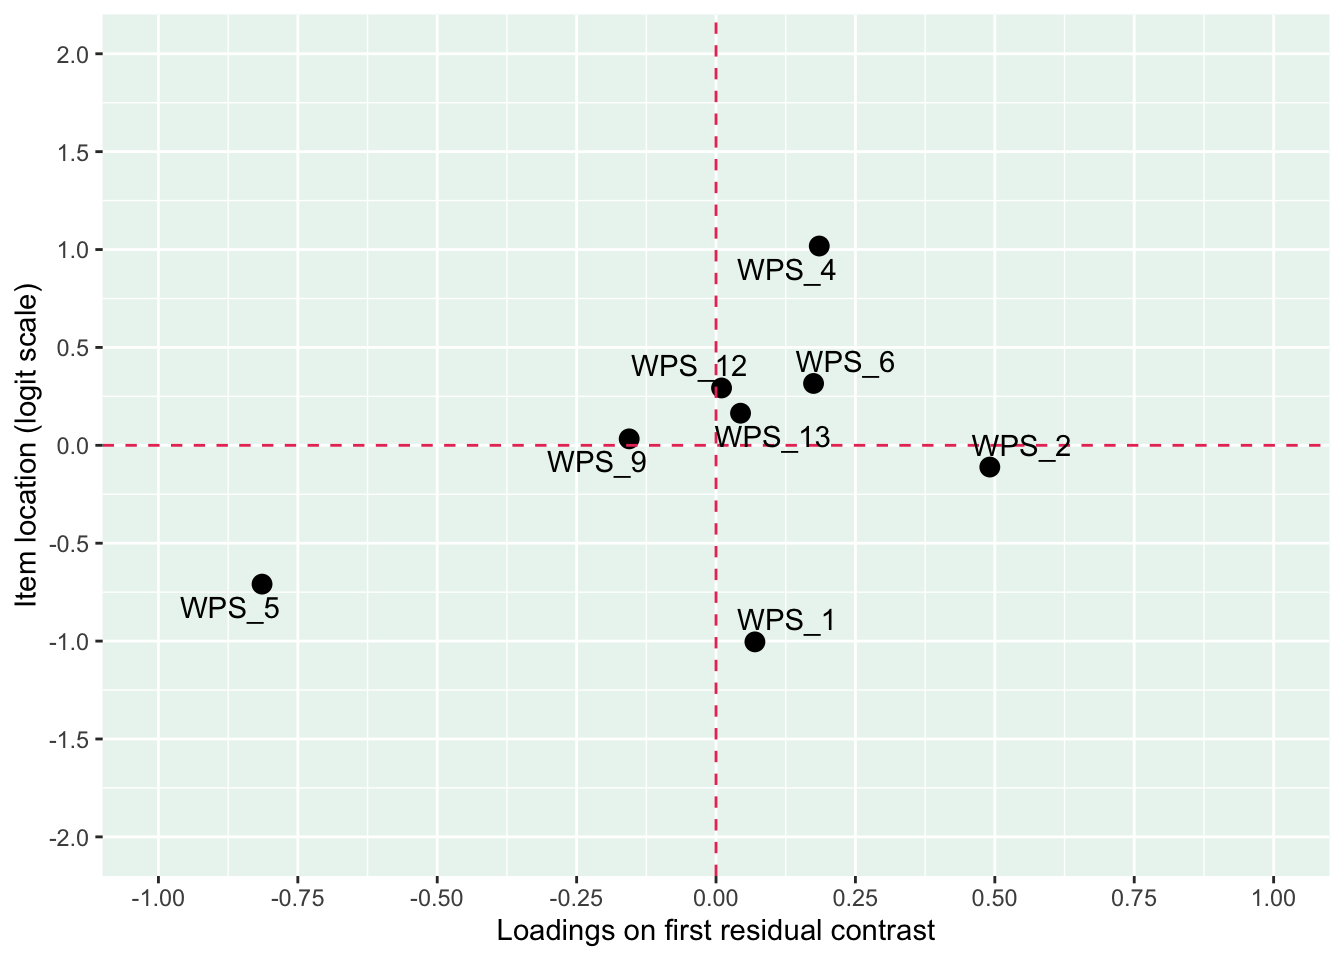 2.0
1.5
1.0
0.5
0.0
-0.5
-1.0
-1.5
-2.0
Item location (logit scale)
WPS_4
WPS_12
WPS_6
WPS_13
WPS_2
WPS_9
WPS_5
WPS_1
-1.00 -0.75 -0.50 -0.25 0.00 0.25 0.50 0.75 1.00
Loadings on first residual contrast